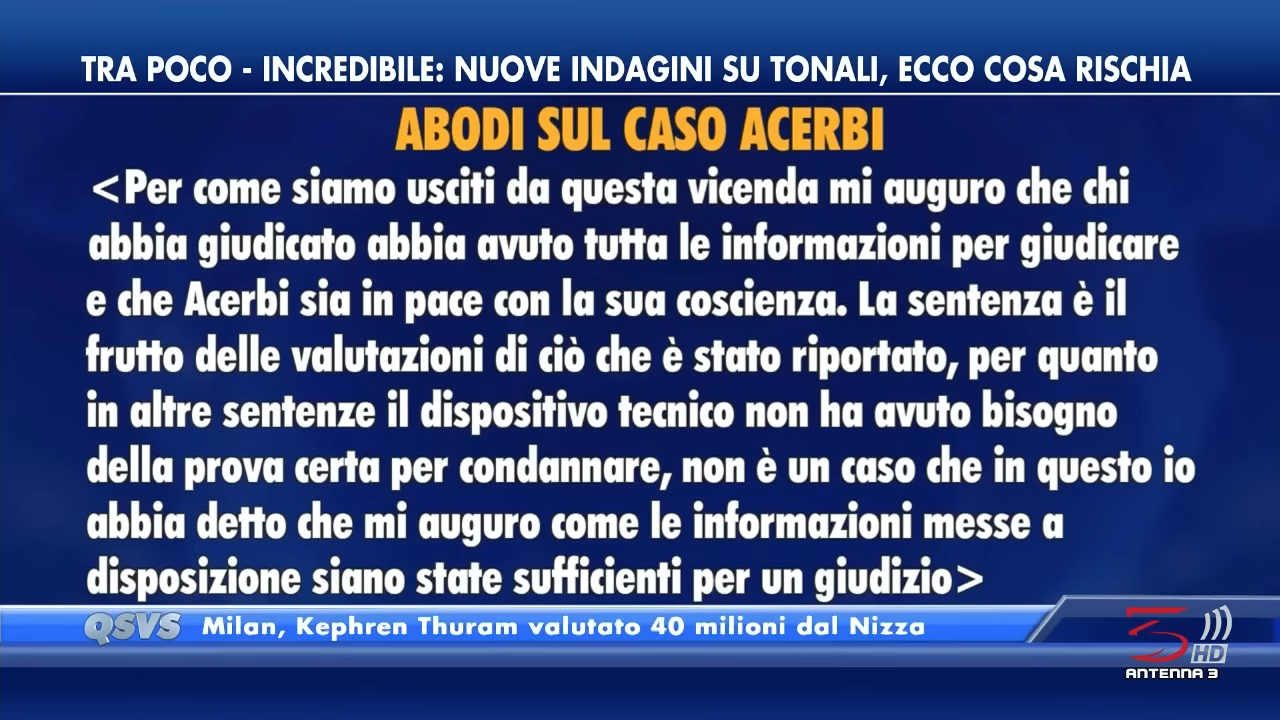 TRA POCO - INCREDIBILE: NUOVE INDAGINI SU TONALI, ECCO COSA RISCHIA
ABODI SUL CASO ACERBI
<Per come siamo usciti da questa vicenda mi auguro che chi
abbia giudicato abbia avuto tutta le informazioni per giudicare
e che Acerbi sia in pace con la sua coscienza. La sentenza è il
frutto delle valutazioni di ciò che è stato riportato, per quanto
in altre sentenze il dispositivo tecnico non ha avuto bisogno
della prova certa per condannare, non è un caso che in questo io
abbia detto che mi auguro come le informazioni messe a
disposizione siano state sufficienti per un giudizio>
QSVS Milan, Kephren Thuram valutato 40 milioni dal Nizza
3 HD
ANTENNA 3